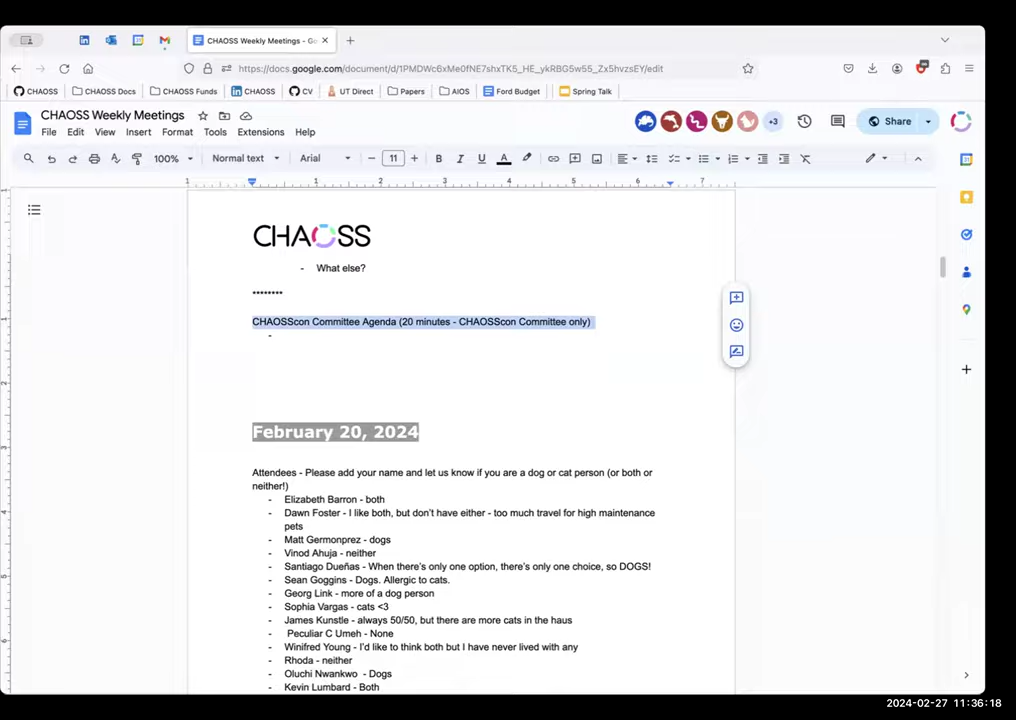 CHAOSS Weekly Meetings - Go
https://docs.google.com/document/d/1PMDWc6xMe0fNE7shxTK5_HE_ykRBG5w55_Zx5hvzsEY/edit
CHAOSS
CHAOSS Docs
CHAOSS Funds
CHAOSS
CV
UT Direct
Papers
AIOS
Ford Budget
Spring Talk
CHAOSS Weekly Meetings
File Edit View Insert Format Tools Extensions Help
+3
Share
100%
Normal text
Arial
11
1 1 2 3 4 5 6 7
CHAOSS
- What else?
********
CHAOSScon Committee Agenda (20 minutes - CHAOSScon Committee only)
-
February 20, 2024
Attendees - Please add your name and let us know if you are a dog or cat person (or both or
neither!)
- Elizabeth Barron - both
- Dawn Foster - I like both, but don't have either - too much travel for high maintenance
pets
- Matt Germonprez - dogs
- Vinod Ahuja - neither
- Santiago Dueñas - When there's only one option, there's only one choice, so DOGS!
- Sean Goggins - Dogs. Allergic to cats.
- Georg Link - more of a dog person
- Sophia Vargas - cats <3
- James Kunstle - always 50/50, but there are more cats in the haus
- Peculiar C Umeh - None
- Winifred Young - I'd like to think both but I have never lived with any
- Rhoda - neither
- Oluchi Nwankwo - Dogs
- Kevin Lumbard - Both
2024-02-27 11:36:18